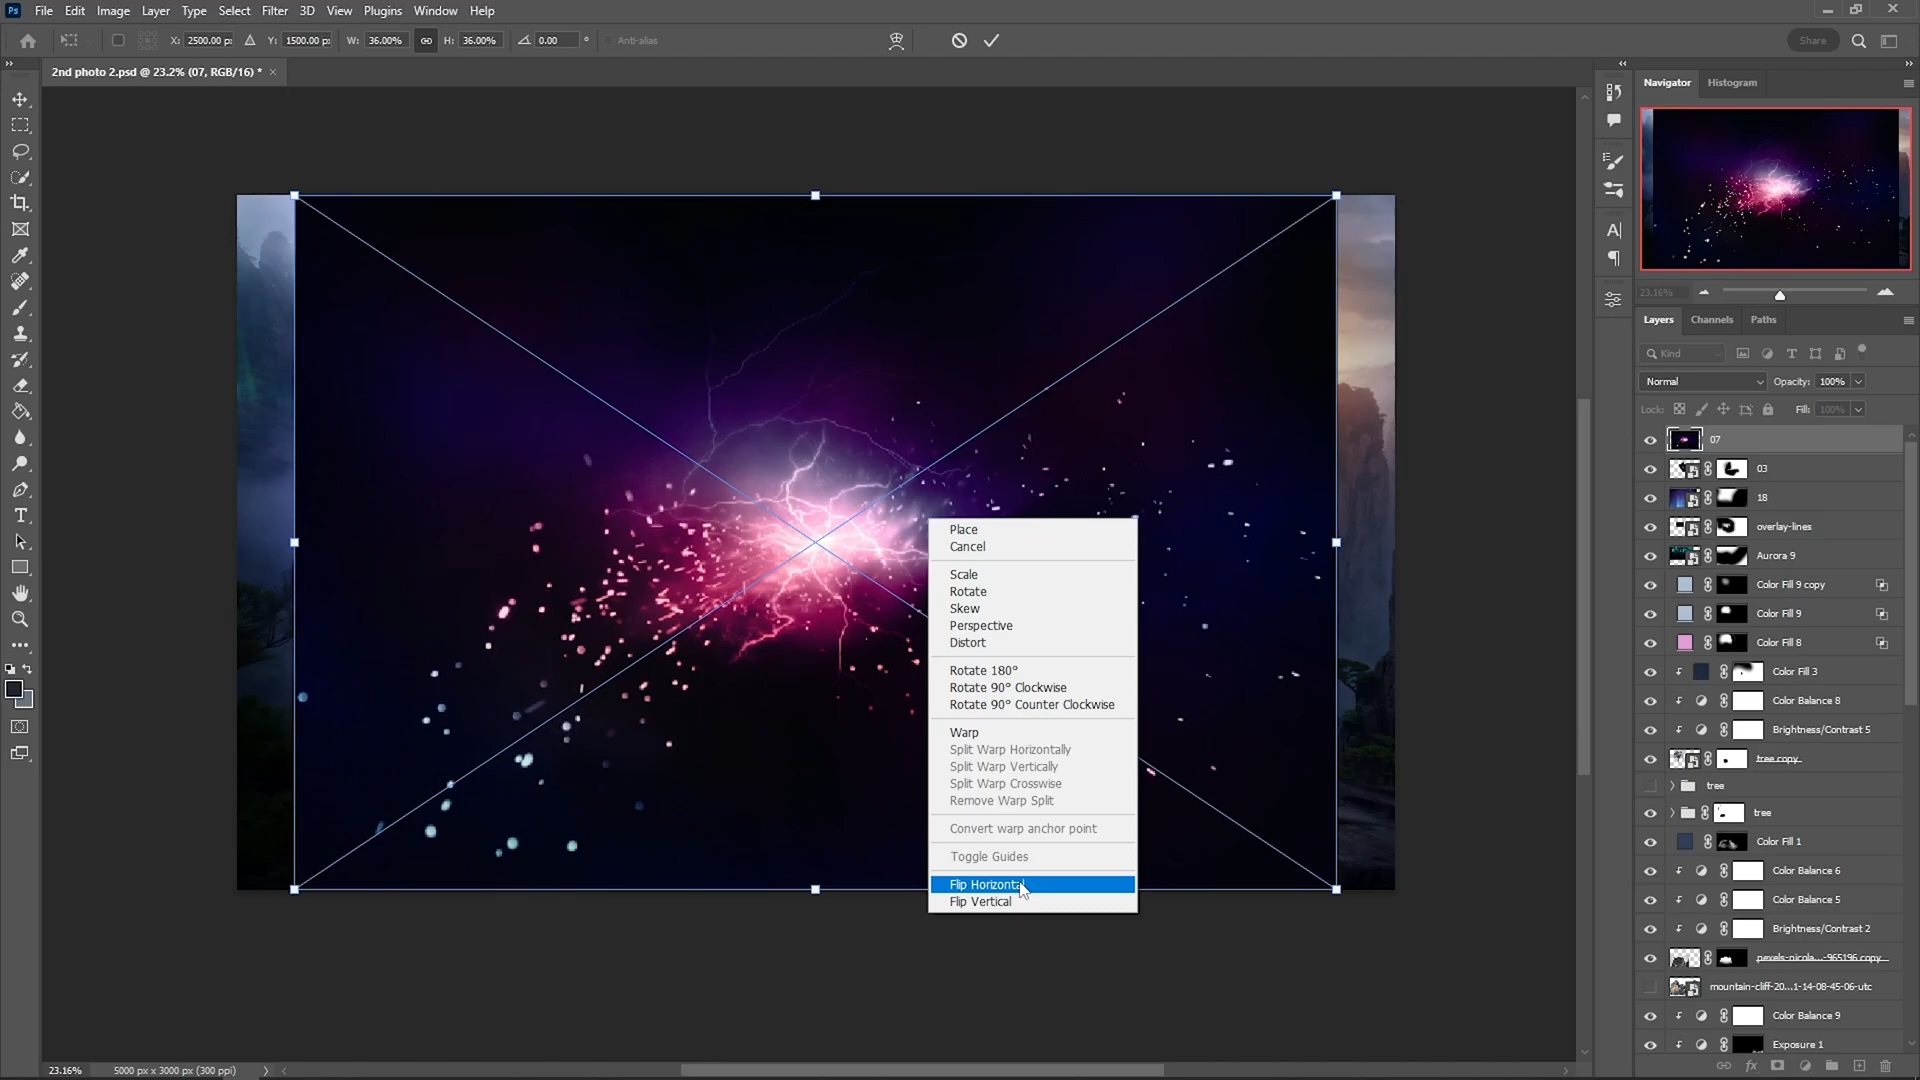 Ps File Edit Image Layer Type Select Filter 3D View Plugins Window Help
X: 2500.00 p: Y: 1500.00 p: W: 36.00% H: 36.00% 0.00 ° Anti-alias Share
2nd photo 2.psd @ 23.2% (07, RGB/16) * ×
Navigator Histogram
23.16%
Layers Channels Paths
Kind
Normal Opacity: 100%
Lock: Fill: 100%
07
03
18
overlay-lines
Aurora 9
Color Fill 9 copy
Color Fill 9
Color Fill 8
Color Fill 3
Color Balance 8
Brightness/Contrast 5
tree copy
tree
tree
Color Fill 1
Color Balance 6
Color Balance 5
Brightness/Contrast 2
pexels-nicola...-965196 copy
mountain-cliff-20...1-14-08-45-06-utc
Color Balance 9
Exposure 1
Place
Cancel
Scale
Rotate
Skew
Perspective
Distort
Rotate 180°
Rotate 90° Clockwise
Rotate 90° Counter Clockwise
Warp
Split Warp Horizontally
Split Warp Vertically
Split Warp Crosswise
Remove Warp Split
Convert warp anchor point
Toggle Guides
Flip Horizontal
Flip Vertical
23.16% 5000 px x 3000 px (300 ppi)